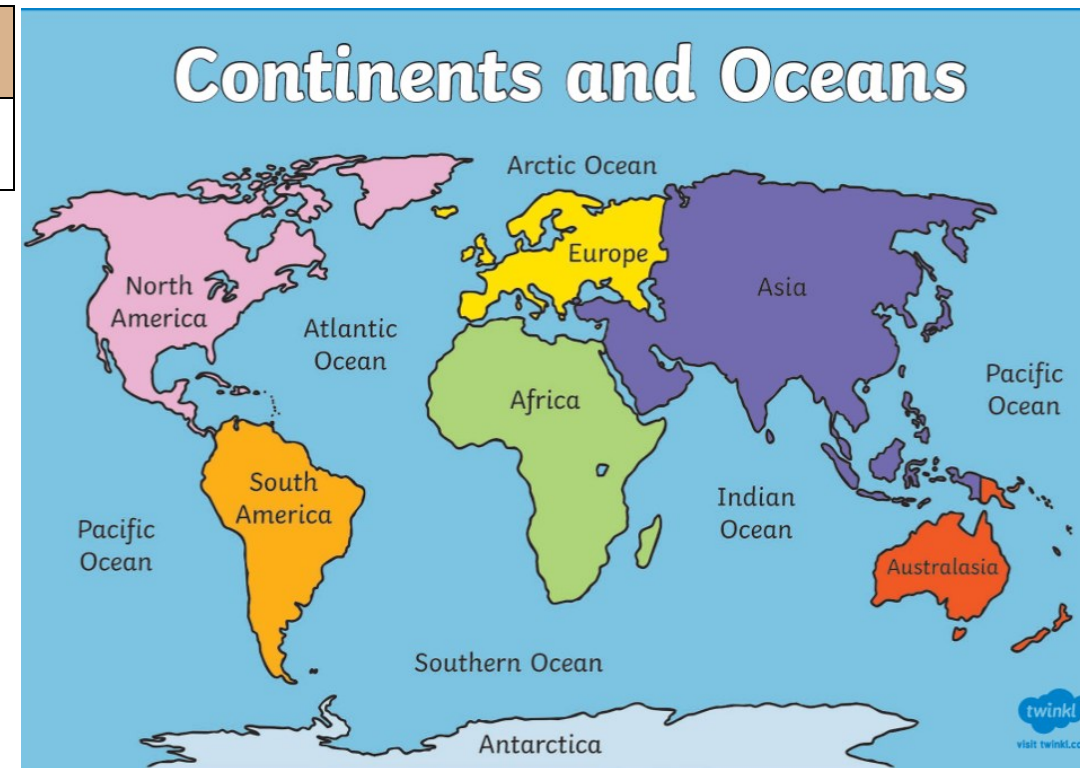 Continents and Oceans
Arctic Ocean
Europe
Asia
North
America
Atlantic
Ocean
Pacific
Ocean
Africa
South
America
Indian
Ocean
Pacific
Ocean
Australasia
Southern Ocean
Antarctica
twinkl
visit twinkl.co